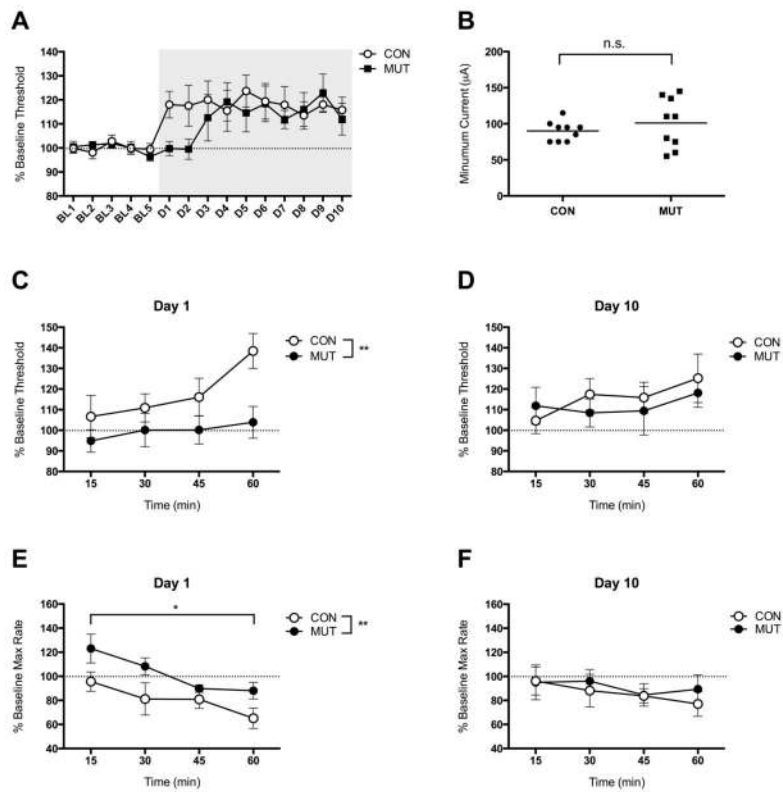 A
% Baseline Threshold
140
130
120
110
100
90
80
BL1
BL2
BL3
BL4
BL5
D1
D2
D3
D4
D5
D6
D7
D8
D9
D10
CON
MUT
B
Minumum Current (µA)
200
150
100
50
0
n.s.
CON
MUT
C
Day 1
% Baseline Threshold
150
140
130
120
110
100
90
80
15
30
45
60
Time (min)
CON
MUT
**
D
Day 10
% Baseline Threshold
150
140
130
120
110
100
90
80
15
30
45
60
Time (min)
CON
MUT
E
Day 1
% Baseline Max Rate
160
140
120
100
80
60
40
*
15
30
45
60
Time (min)
CON
MUT
**
F
Day 10
% Baseline Max Rate
160
140
120
100
80
60
40
15
30
45
60
Time (min)
CON
MUT